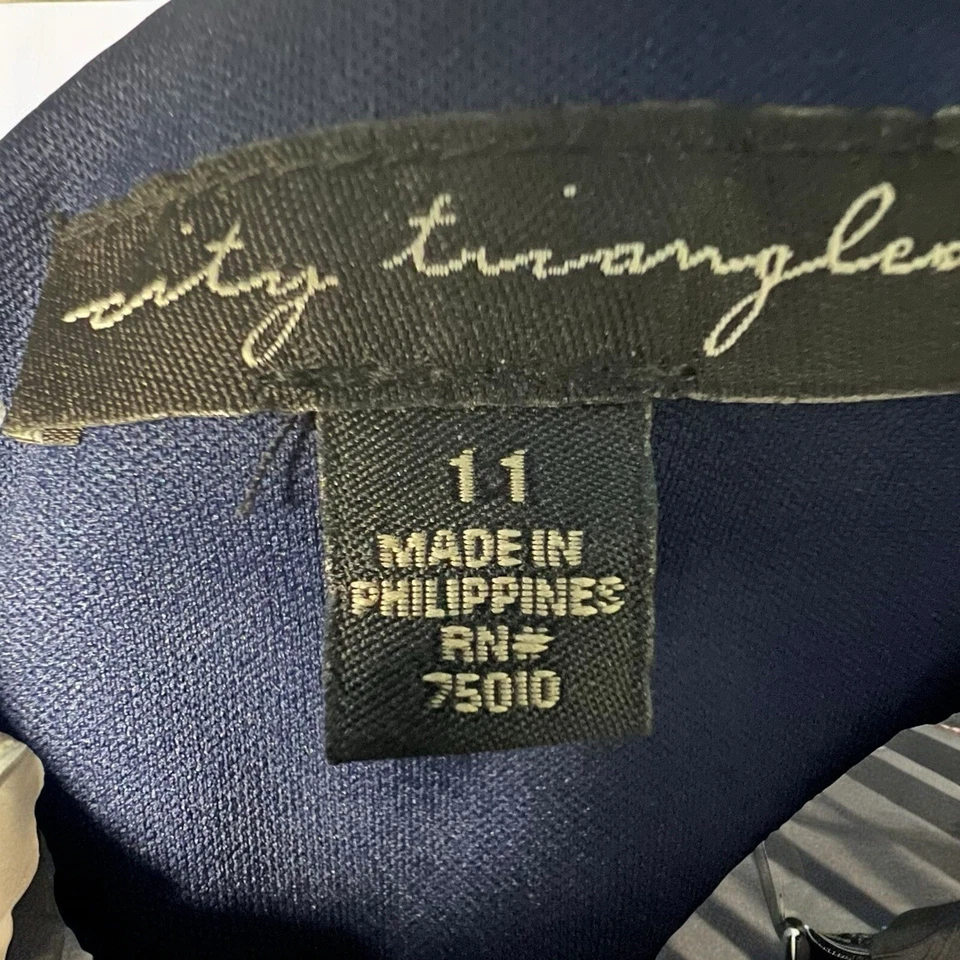 city triangles
11
MADE IN
PHILIPPINES
RN#
75010